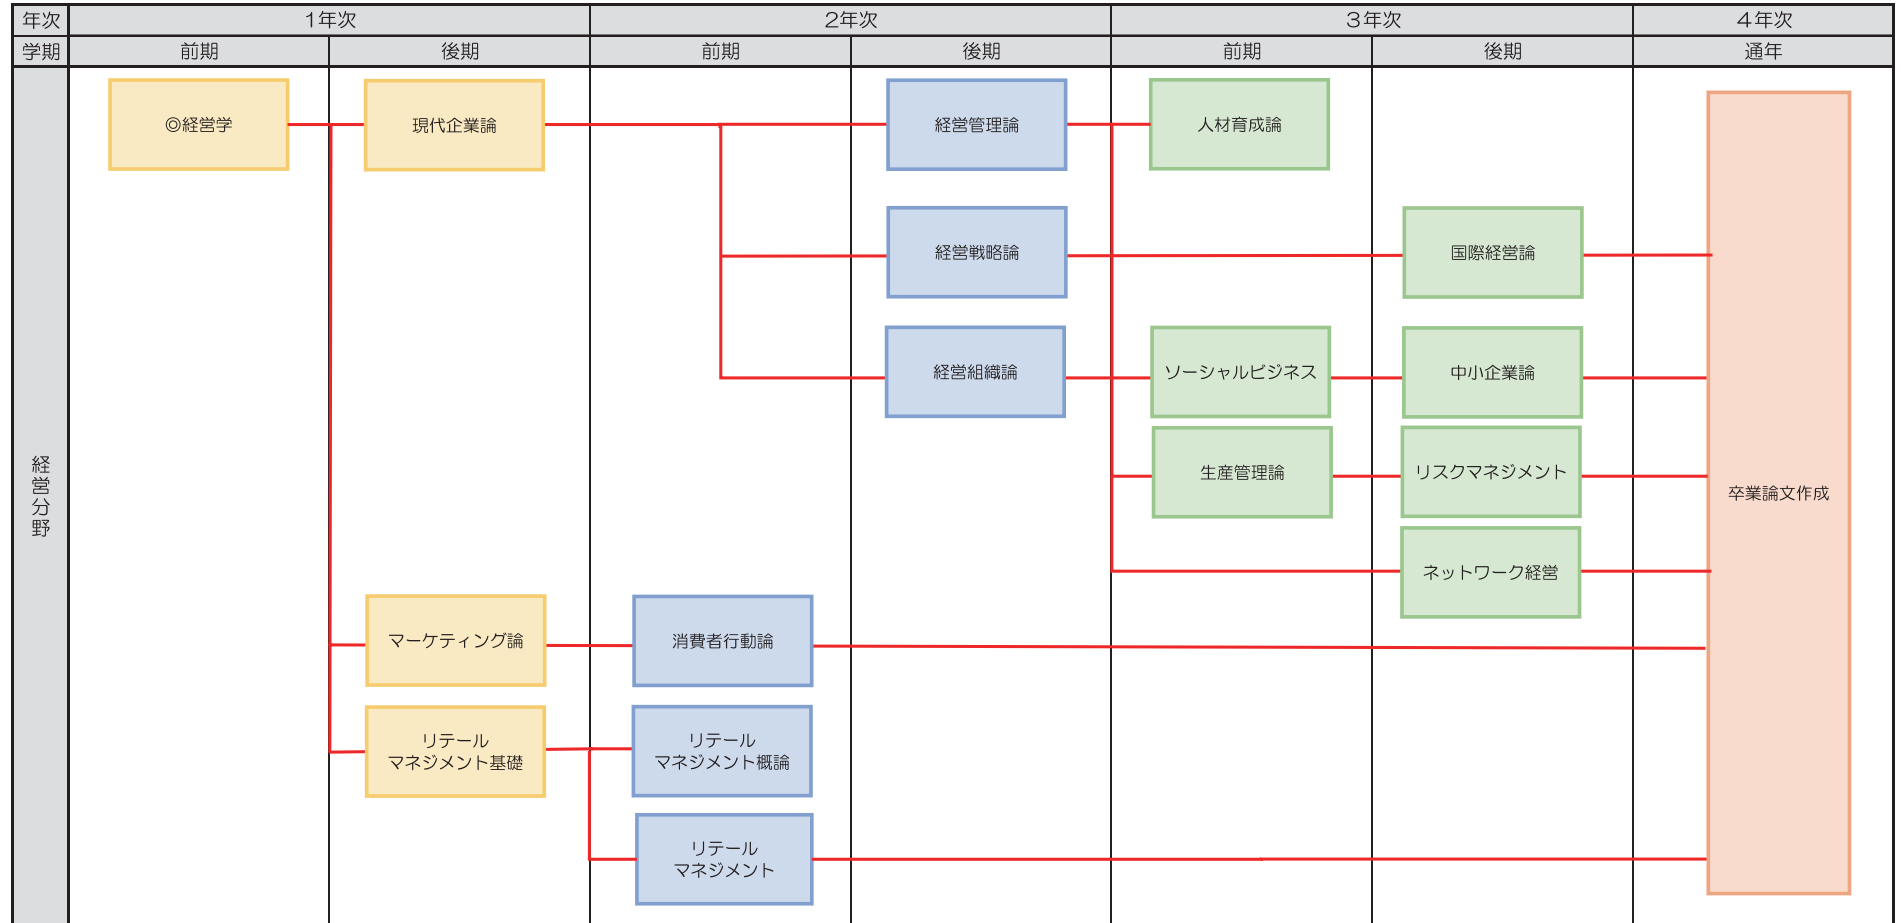 年次
1年次
2年次
3年次
4年次
学期
前期
後期
前期
後期
前期
後期
通年
経営分野
◎経営学
現代企業論
経営管理論
人材育成論
経営戦略論
国際経営論
経営組織論
ソーシャルビジネス
中小企業論
生産管理論
リスクマネジメント
卒業論文作成
ネットワーク経営
マーケティング論
消費者行動論
リテール
マネジメント基礎
リテール
マネジメント概論
リテール
マネジメント